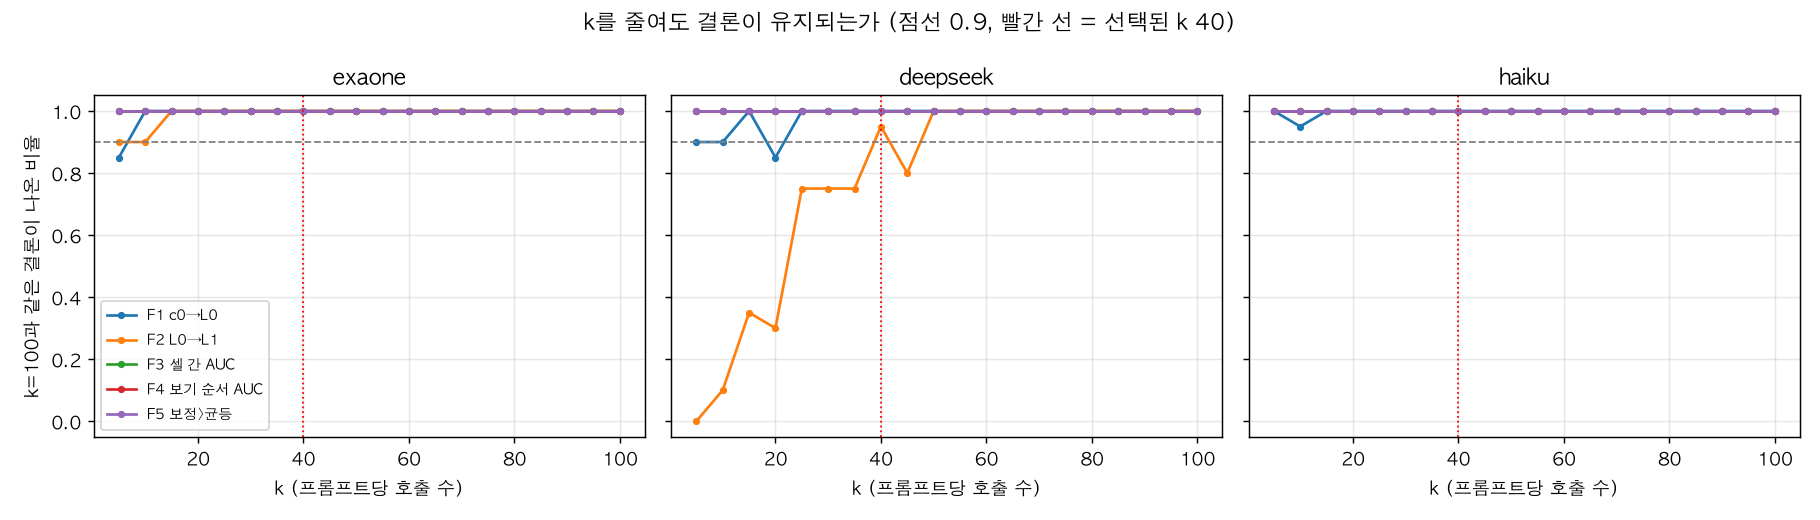 k를 줄여도 결론이 유지되는가 (점선 0.9, 빨간 선 = 선택된 k 40)
exaone
deepseek
haiku
k=100과 같은 결론이 나온 비율
1.0
0.8
0.6
0.4
0.2
0.0
F1 c0→L0
F2 L0→L1
F3 셀 간 AUC
F4 보기 순서 AUC
F5 보정>균등
20 40 60 80 100
20 40 60 80 100
20 40 60 80 100
k (프롬프트당 호출 수)
k (프롬프트당 호출 수)
k (프롬프트당 호출 수)